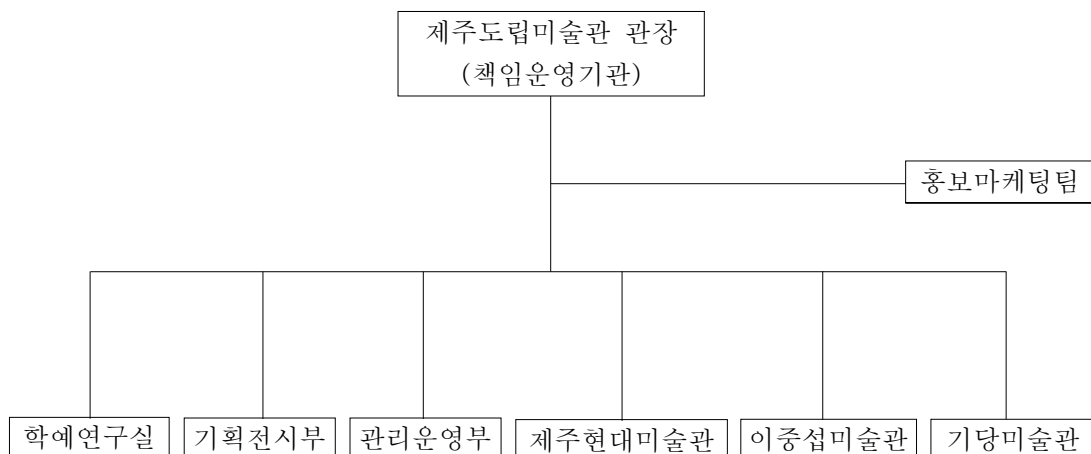 제주도립미술관 관장
(책임운영기관)
홍보마케팅팀
학예연구실
기획전시부
관리운영부
제주현대미술관
이중섭미술관
기당미술관